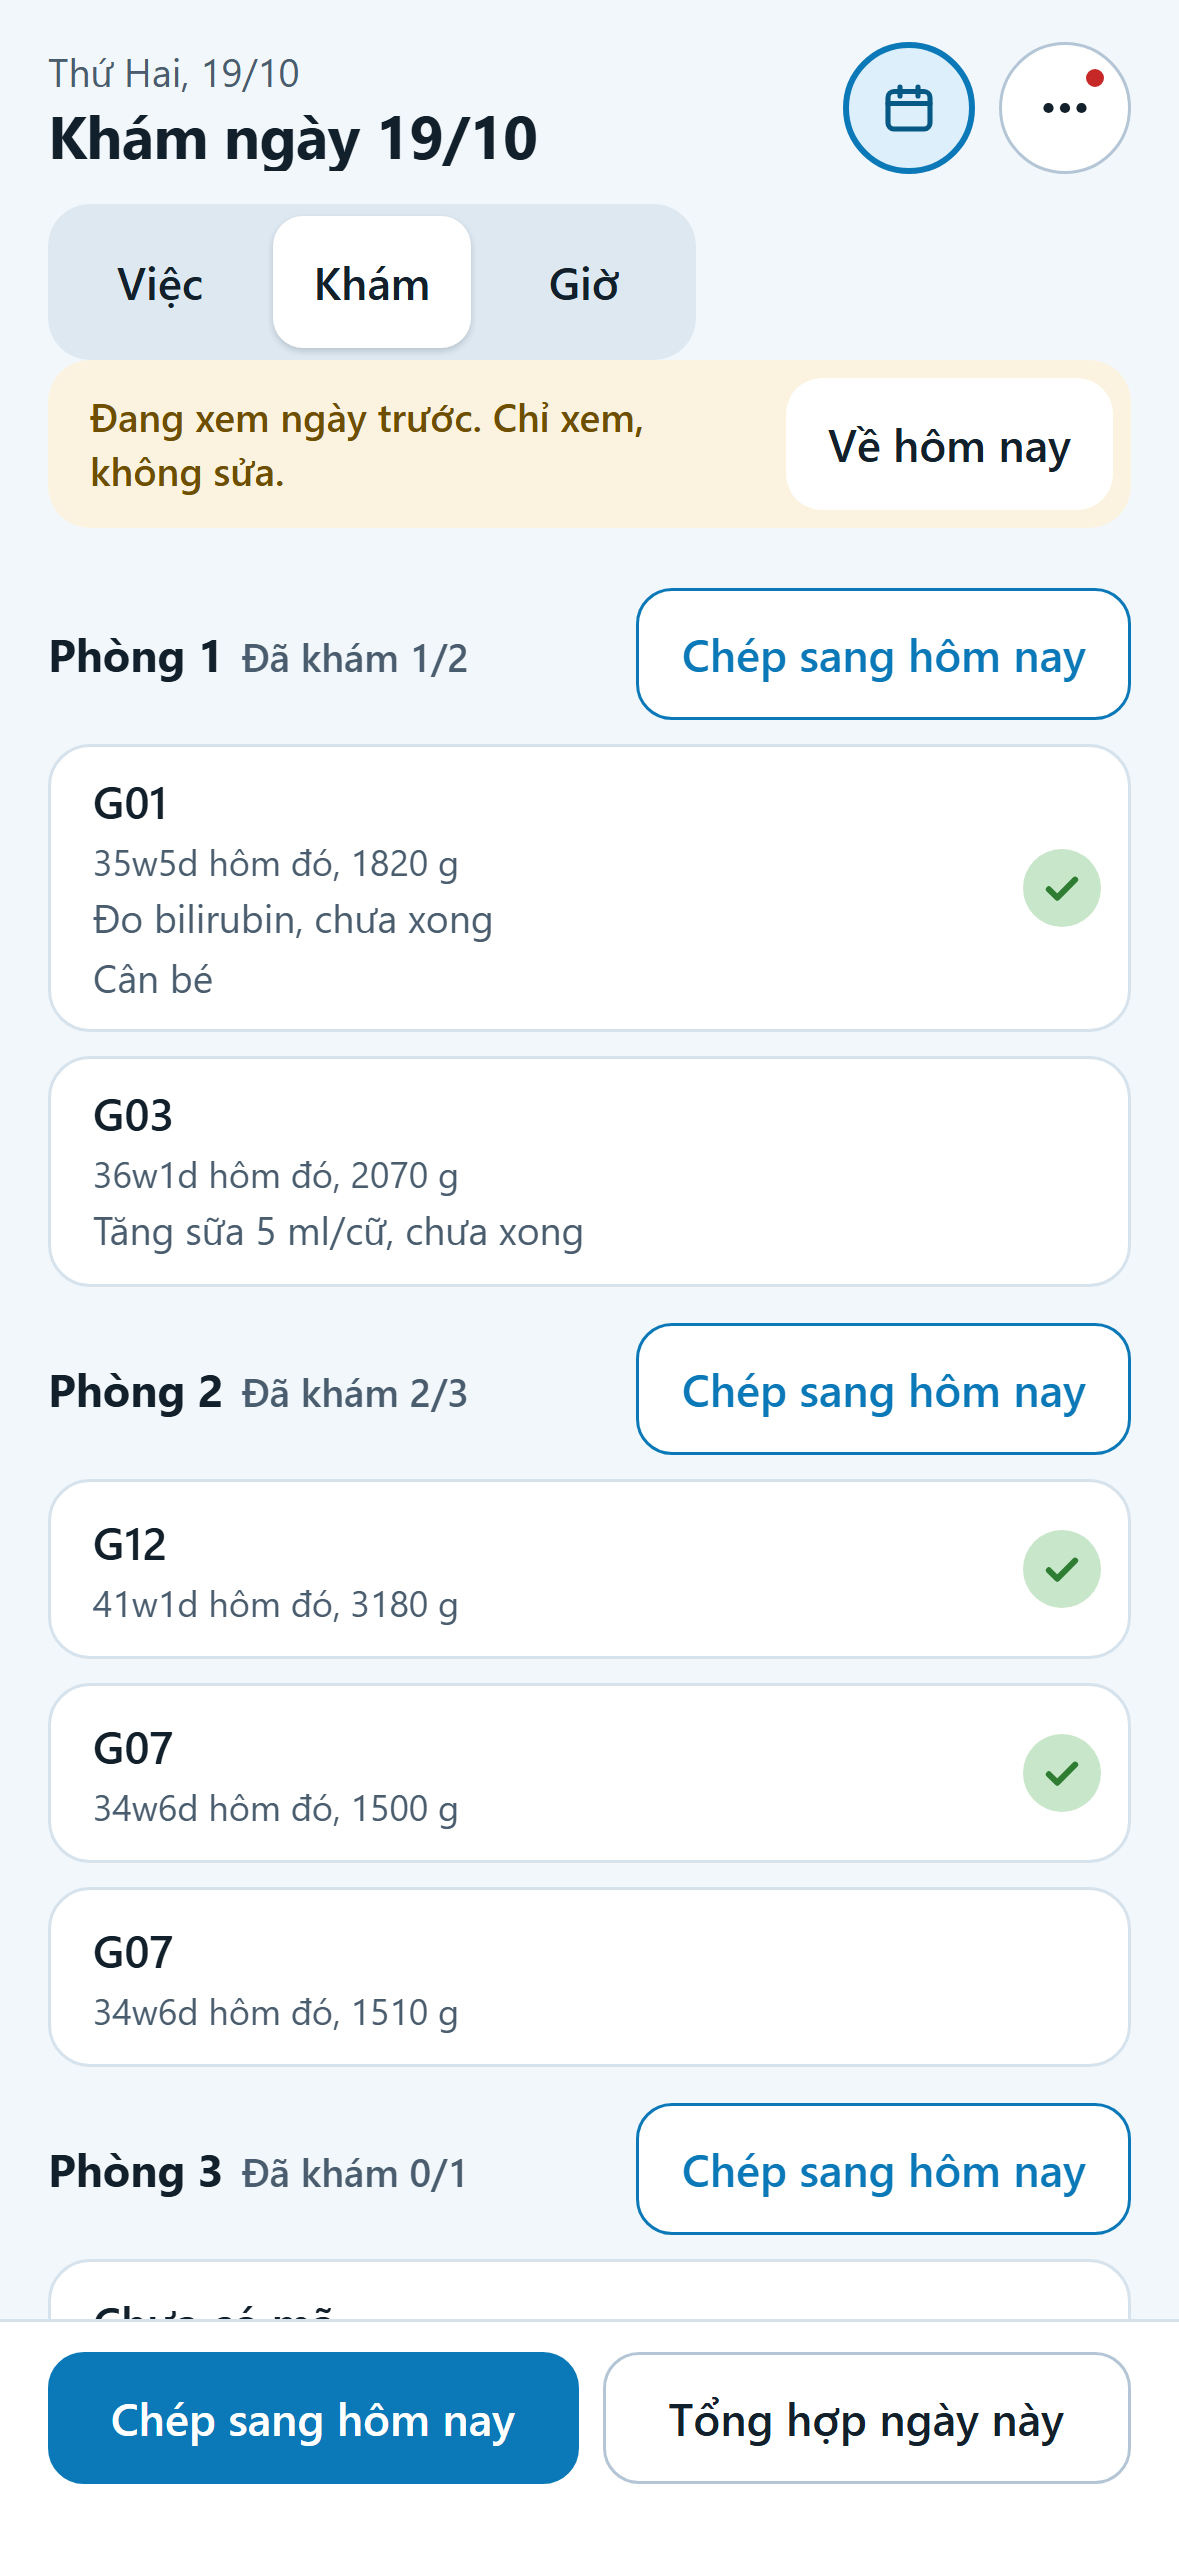 Thứ Hai, 19/10
Khám ngày 19/10
Việc
Khám
Giờ
Đang xem ngày trước. Chỉ xem,
không sửa.
Về hôm nay
Phòng 1 Đã khám 1/2
Chép sang hôm nay
G01
35w5d hôm đó, 1820 g
Đo bilirubin, chưa xong
Cân bé
G03
36w1d hôm đó, 2070 g
Tăng sữa 5 ml/cữ, chưa xong
Phòng 2 Đã khám 2/3
Chép sang hôm nay
G12
41w1d hôm đó, 3180 g
G07
34w6d hôm đó, 1500 g
G07
34w6d hôm đó, 1510 g
Phòng 3 Đã khám 0/1
Chép sang hôm nay
Chưa có mã
Chép sang hôm nay
Tổng hợp ngày này